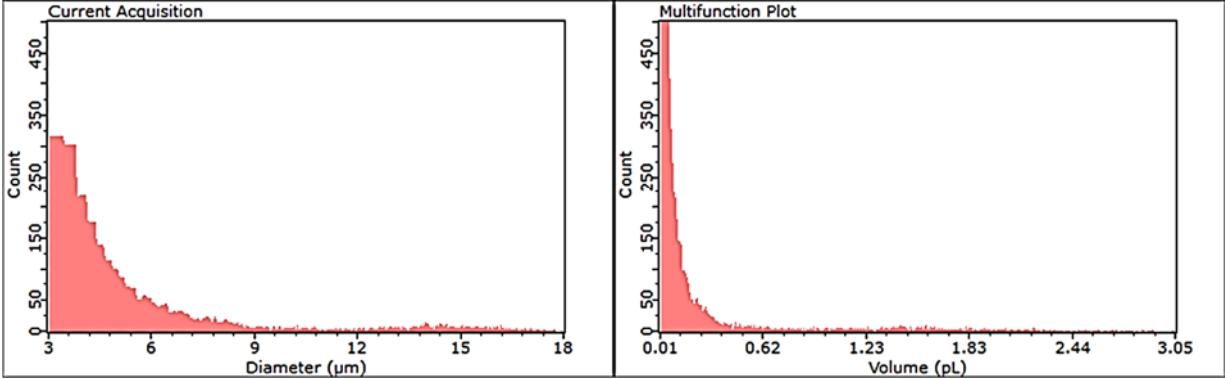 Current Acquisition
450
350
250
150
50
0
Count
3 6 9 12 15 18
Diameter (µm)
Multifunction Plot
450
350
250
150
50
0
Count
0.01 0.62 1.23 1.83 2.44 3.05
Volume (pL)